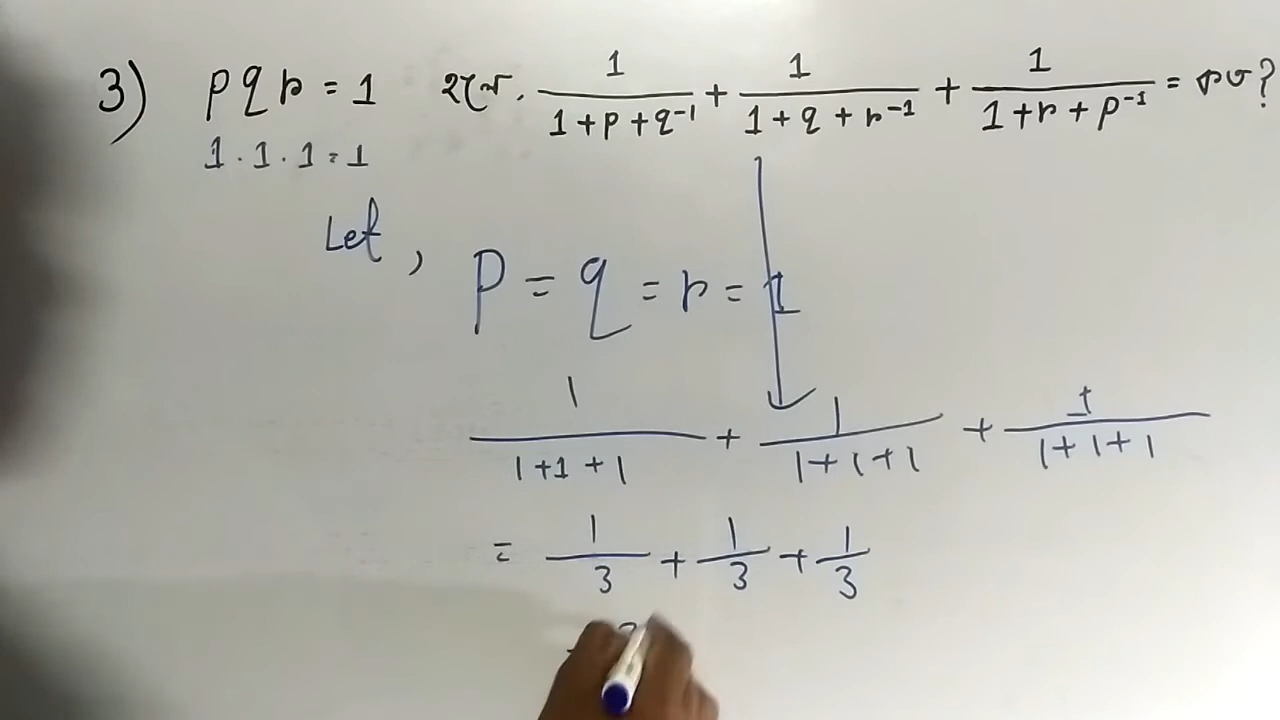 3) pqr = 1 হলে, 1/(1+p+q⁻¹) + 1/(1+q+r⁻¹) + 1/(1+r+p⁻¹) = কত?
1 . 1 . 1 = 1
Let,
P = q = r = 1
1/(1+1+1) + 1/(1+1+1) + 1/(1+1+1)
= 1/3 + 1/3 + 1/3